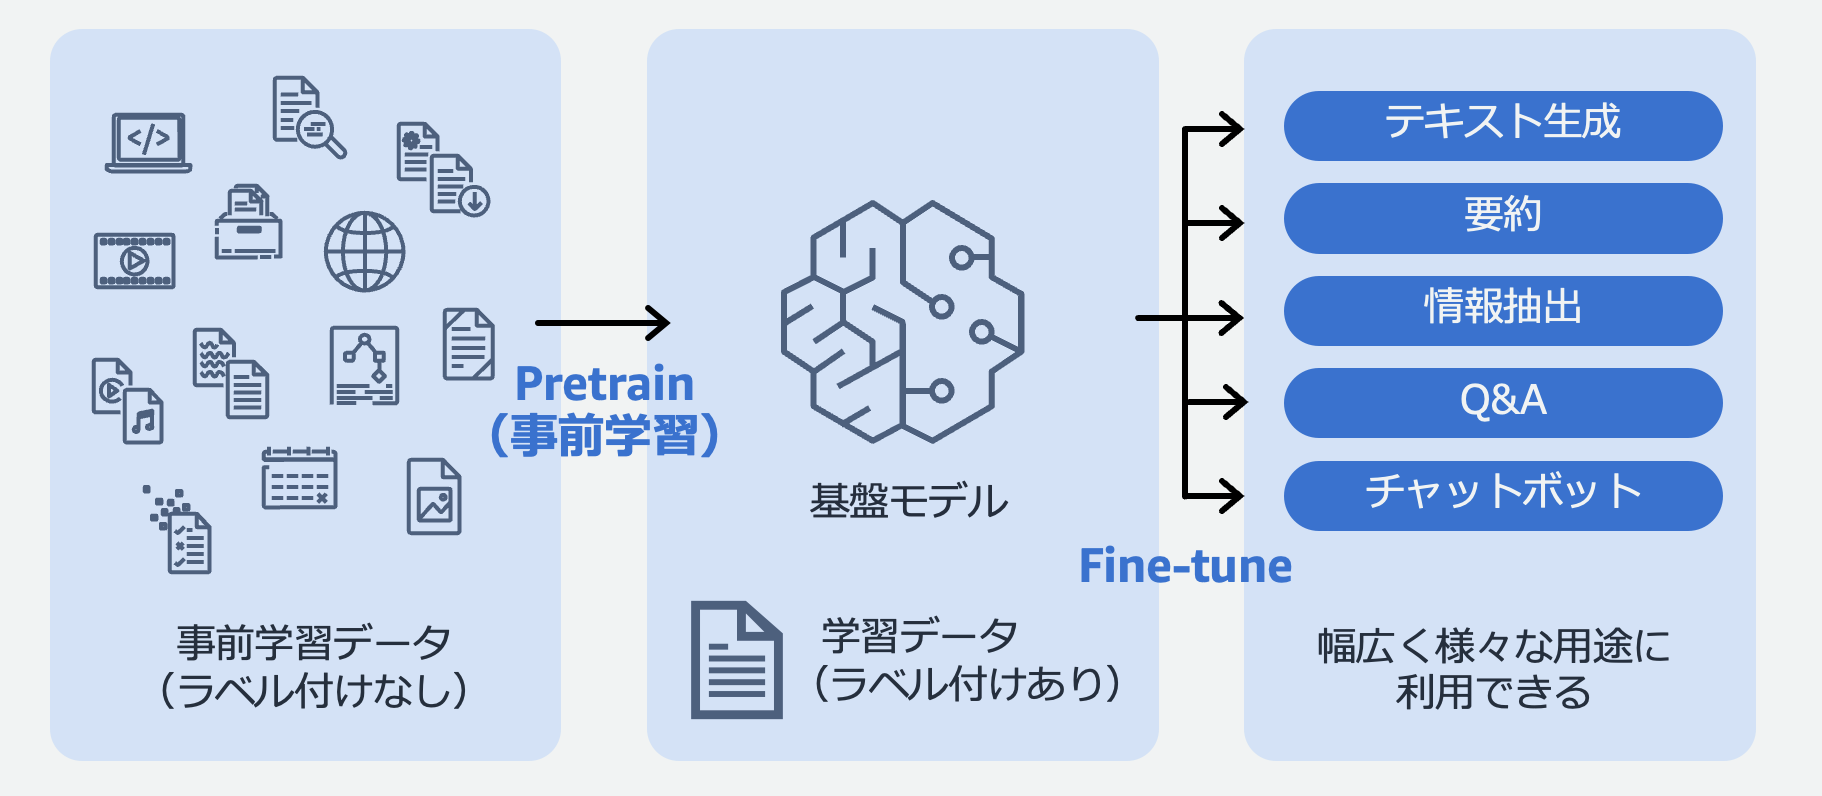 事前学習データ
（ラベル付けなし）
Pretrain
（事前学習）
基盤モデル
学習データ
（ラベル付けあり）
Fine-tune
テキスト生成
要約
情報抽出
Q&A
チャットボット
幅広く様々な用途に
利用できる